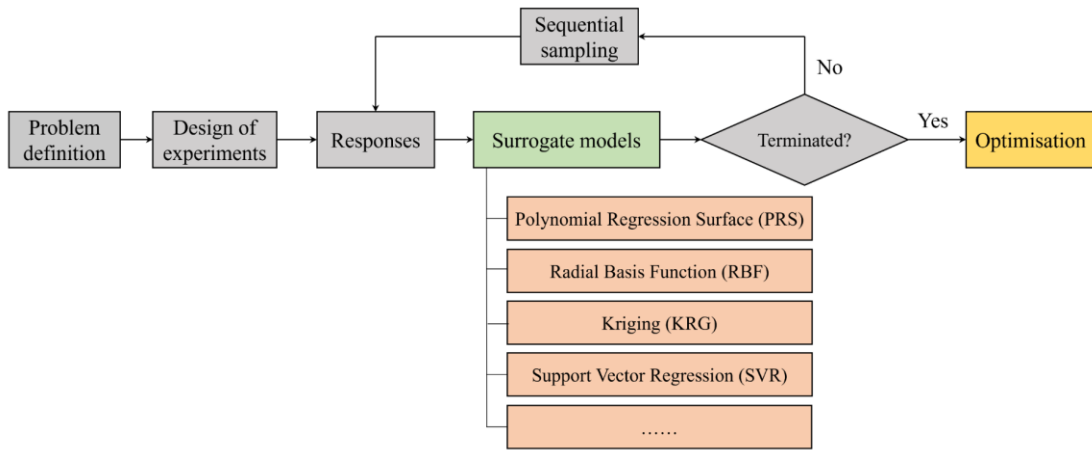 Sequential
sampling
No
Problem
definition
Design of
experiments
Responses
Surrogate models
Terminated?
Yes
Optimisation
Polynomial Regression Surface (PRS)
Radial Basis Function (RBF)
Kriging (KRG)
Support Vector Regression (SVR)
……